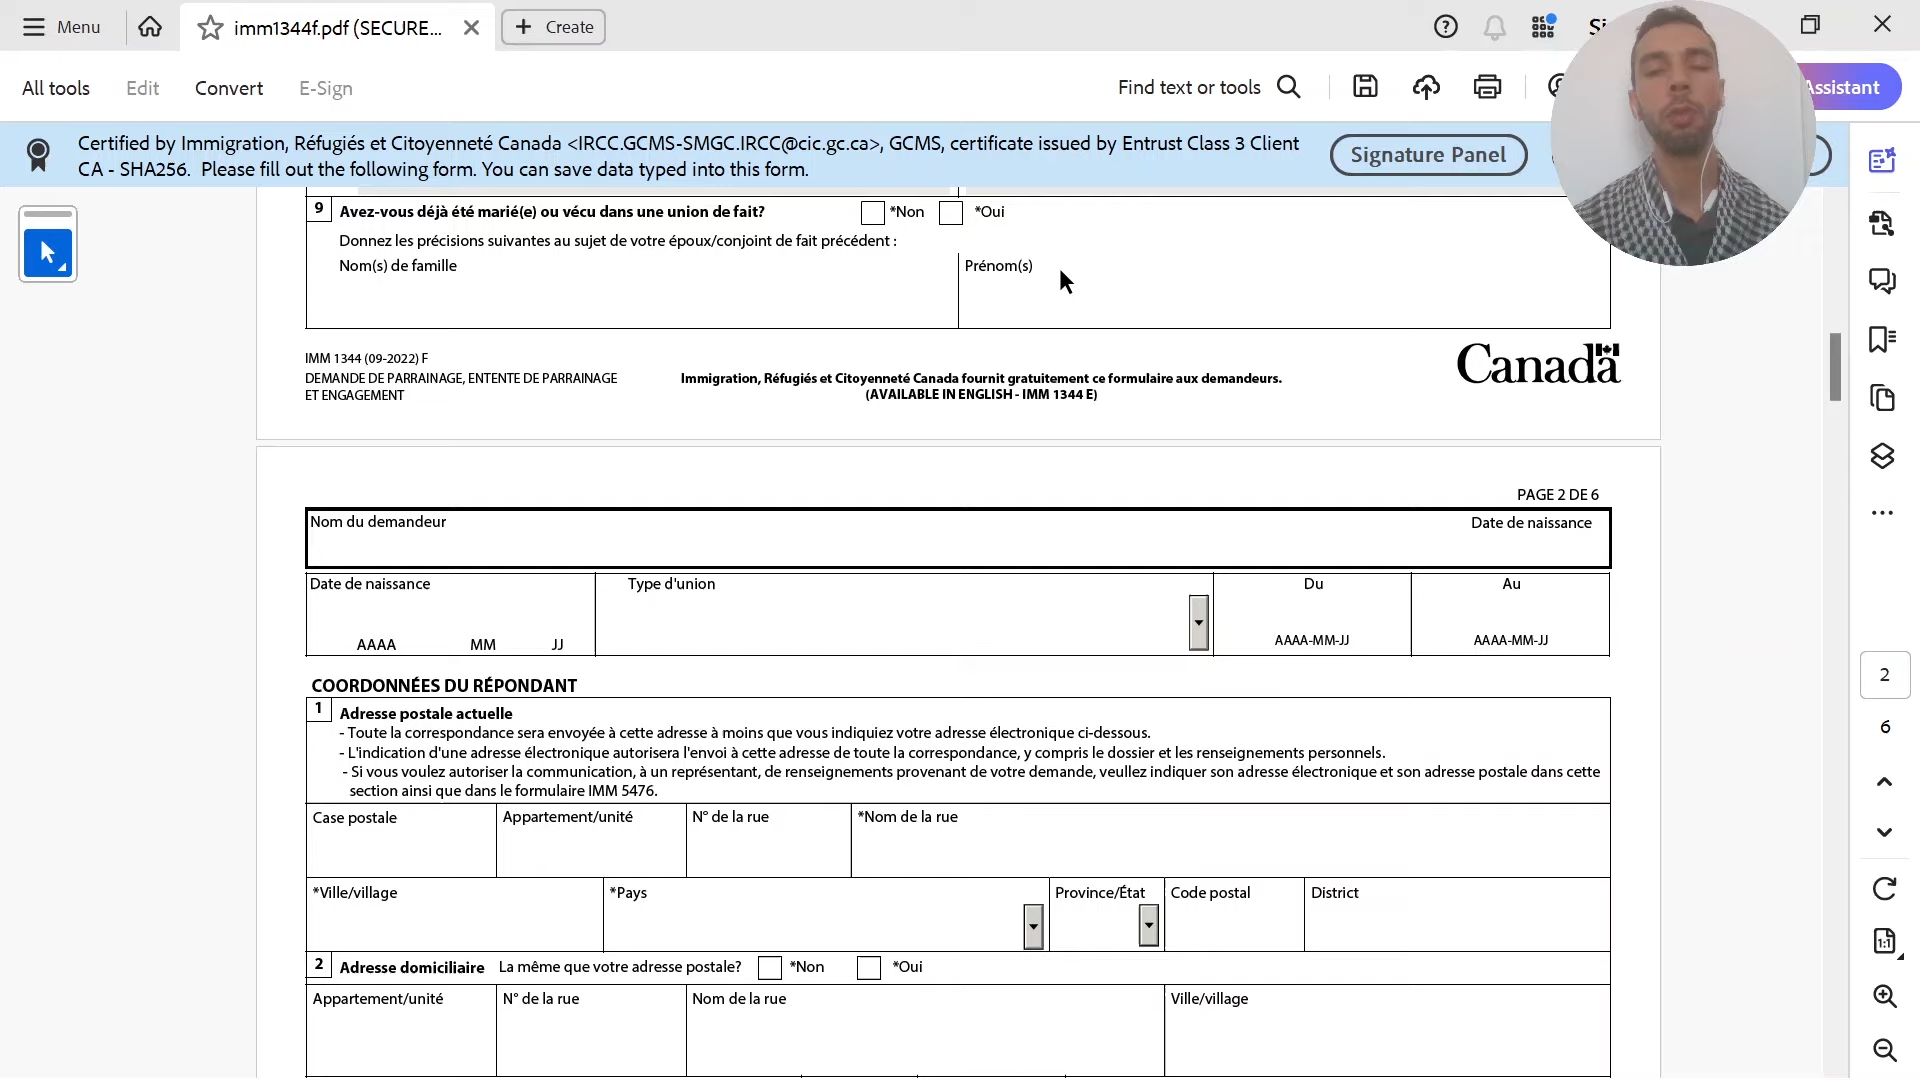 Menu
imm1344f.pdf (SECURE...
Create
All tools
Edit
Convert
E-Sign
Find text or tools
Assistant
Certified by Immigration, Réfugiés et Citoyenneté Canada <IRCC.GCMS-SMGC.IRCC@cic.gc.ca>, GCMS, certificate issued by Entrust Class 3 Client
CA - SHA256. Please fill out the following form. You can save data typed into this form.
Signature Panel
9 Avez-vous déjà été marié(e) ou vécu dans une union de fait? *Non *Oui
Donnez les précisions suivantes au sujet de votre époux/conjoint de fait précédent :
Nom(s) de famille Prénom(s)
IMM 1344 (09-2022) F
DEMANDE DE PARRAINAGE, ENTENTE DE PARRAINAGE
ET ENGAGEMENT
Immigration, Réfugiés et Citoyenneté Canada fournit gratuitement ce formulaire aux demandeurs.
(AVAILABLE IN ENGLISH - IMM 1344 E)
Canada
PAGE 2 DE 6
Nom du demandeur Date de naissance
Date de naissance Type d'union Du Au
AAAA MM JJ AAAA-MM-JJ AAAA-MM-JJ
COORDONNÉES DU RÉPONDANT
1 Adresse postale actuelle
- Toute la correspondance sera envoyée à cette adresse à moins que vous indiquiez votre adresse électronique ci-dessous.
- L'indication d'une adresse électronique autorisera l'envoi à cette adresse de toute la correspondance, y compris le dossier et les renseignements personnels.
- Si vous voulez autoriser la communication, à un représentant, de renseignements provenant de votre demande, veullez indiquer son adresse électronique et son adresse postale dans cette
section ainsi que dans le formulaire IMM 5476.
Case postale Appartement/unité N° de la rue *Nom de la rue
*Ville/village *Pays Province/État Code postal District
2 Adresse domiciliaire La même que votre adresse postale? *Non *Oui
Appartement/unité N° de la rue Nom de la rue Ville/village
2
6
1:1